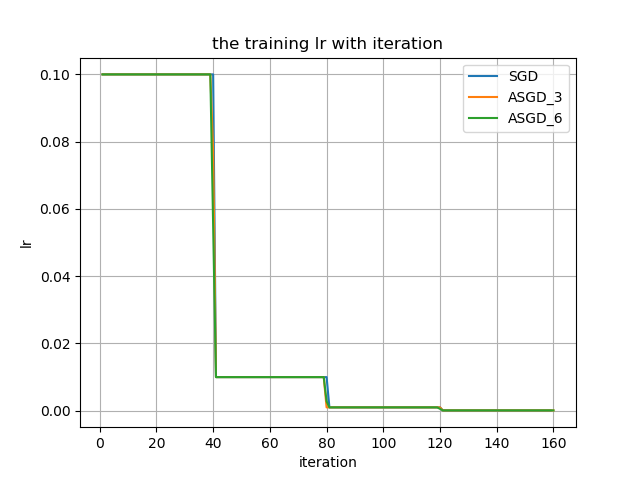 the training lr with iteration
0.10
0.08
0.06
0.04
0.02
0.00
lr
SGD
ASGD_3
ASGD_6
0 20 40 60 80 100 120 140 160
iteration